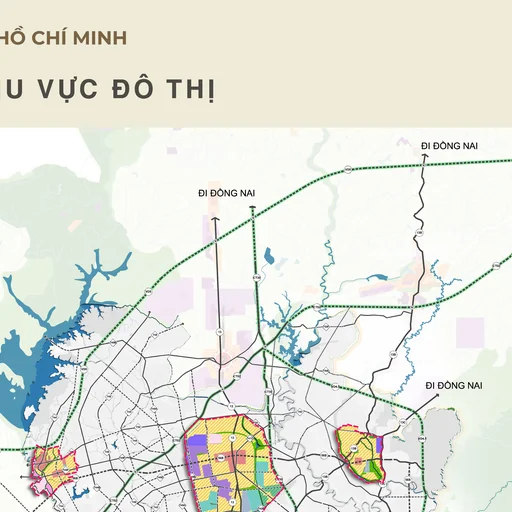 HỒ CHÍ MINH
U VỰC ĐÔ THỊ
ĐI ĐỒNG NAI
ĐI ĐỒNG NAI
ĐI ĐỒNG NAI